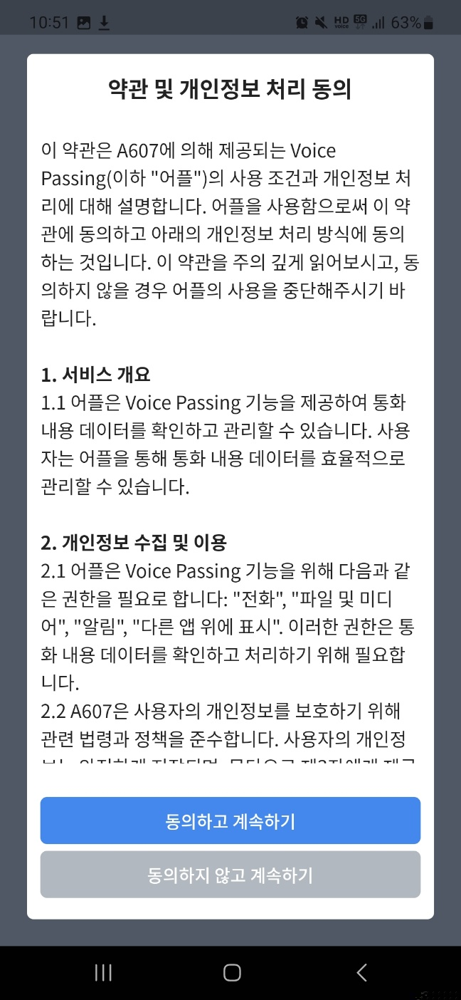 10:51
HD voice 5G 63%
약관 및 개인정보 처리 동의
이 약관은 A607에 의해 제공되는 Voice
Passing(이하 "어플")의 사용 조건과 개인정보 처
리에 대해 설명합니다. 어플을 사용함으로써 이 약
관에 동의하고 아래의 개인정보 처리 방식에 동의
하는 것입니다. 이 약관을 주의 깊게 읽어보시고, 동
의하지 않을 경우 어플의 사용을 중단해주시기 바
랍니다.
1. 서비스 개요
1.1 어플은 Voice Passing 기능을 제공하여 통화
내용 데이터를 확인하고 관리할 수 있습니다. 사용
자는 어플을 통해 통화 내용 데이터를 효율적으로
관리할 수 있습니다.
2. 개인정보 수집 및 이용
2.1 어플은 Voice Passing 기능을 위해 다음과 같
은 권한을 필요로 합니다: "전화", "파일 및 미디
어", "알림", "다른 앱 위에 표시". 이러한 권한은 통
화 내용 데이터를 확인하고 처리하기 위해 필요합
니다.
2.2 A607은 사용자의 개인정보를 보호하기 위해
관련 법령과 정책을 준수합니다. 사용자의 개인정
동의하고 계속하기
동의하지 않고 계속하기